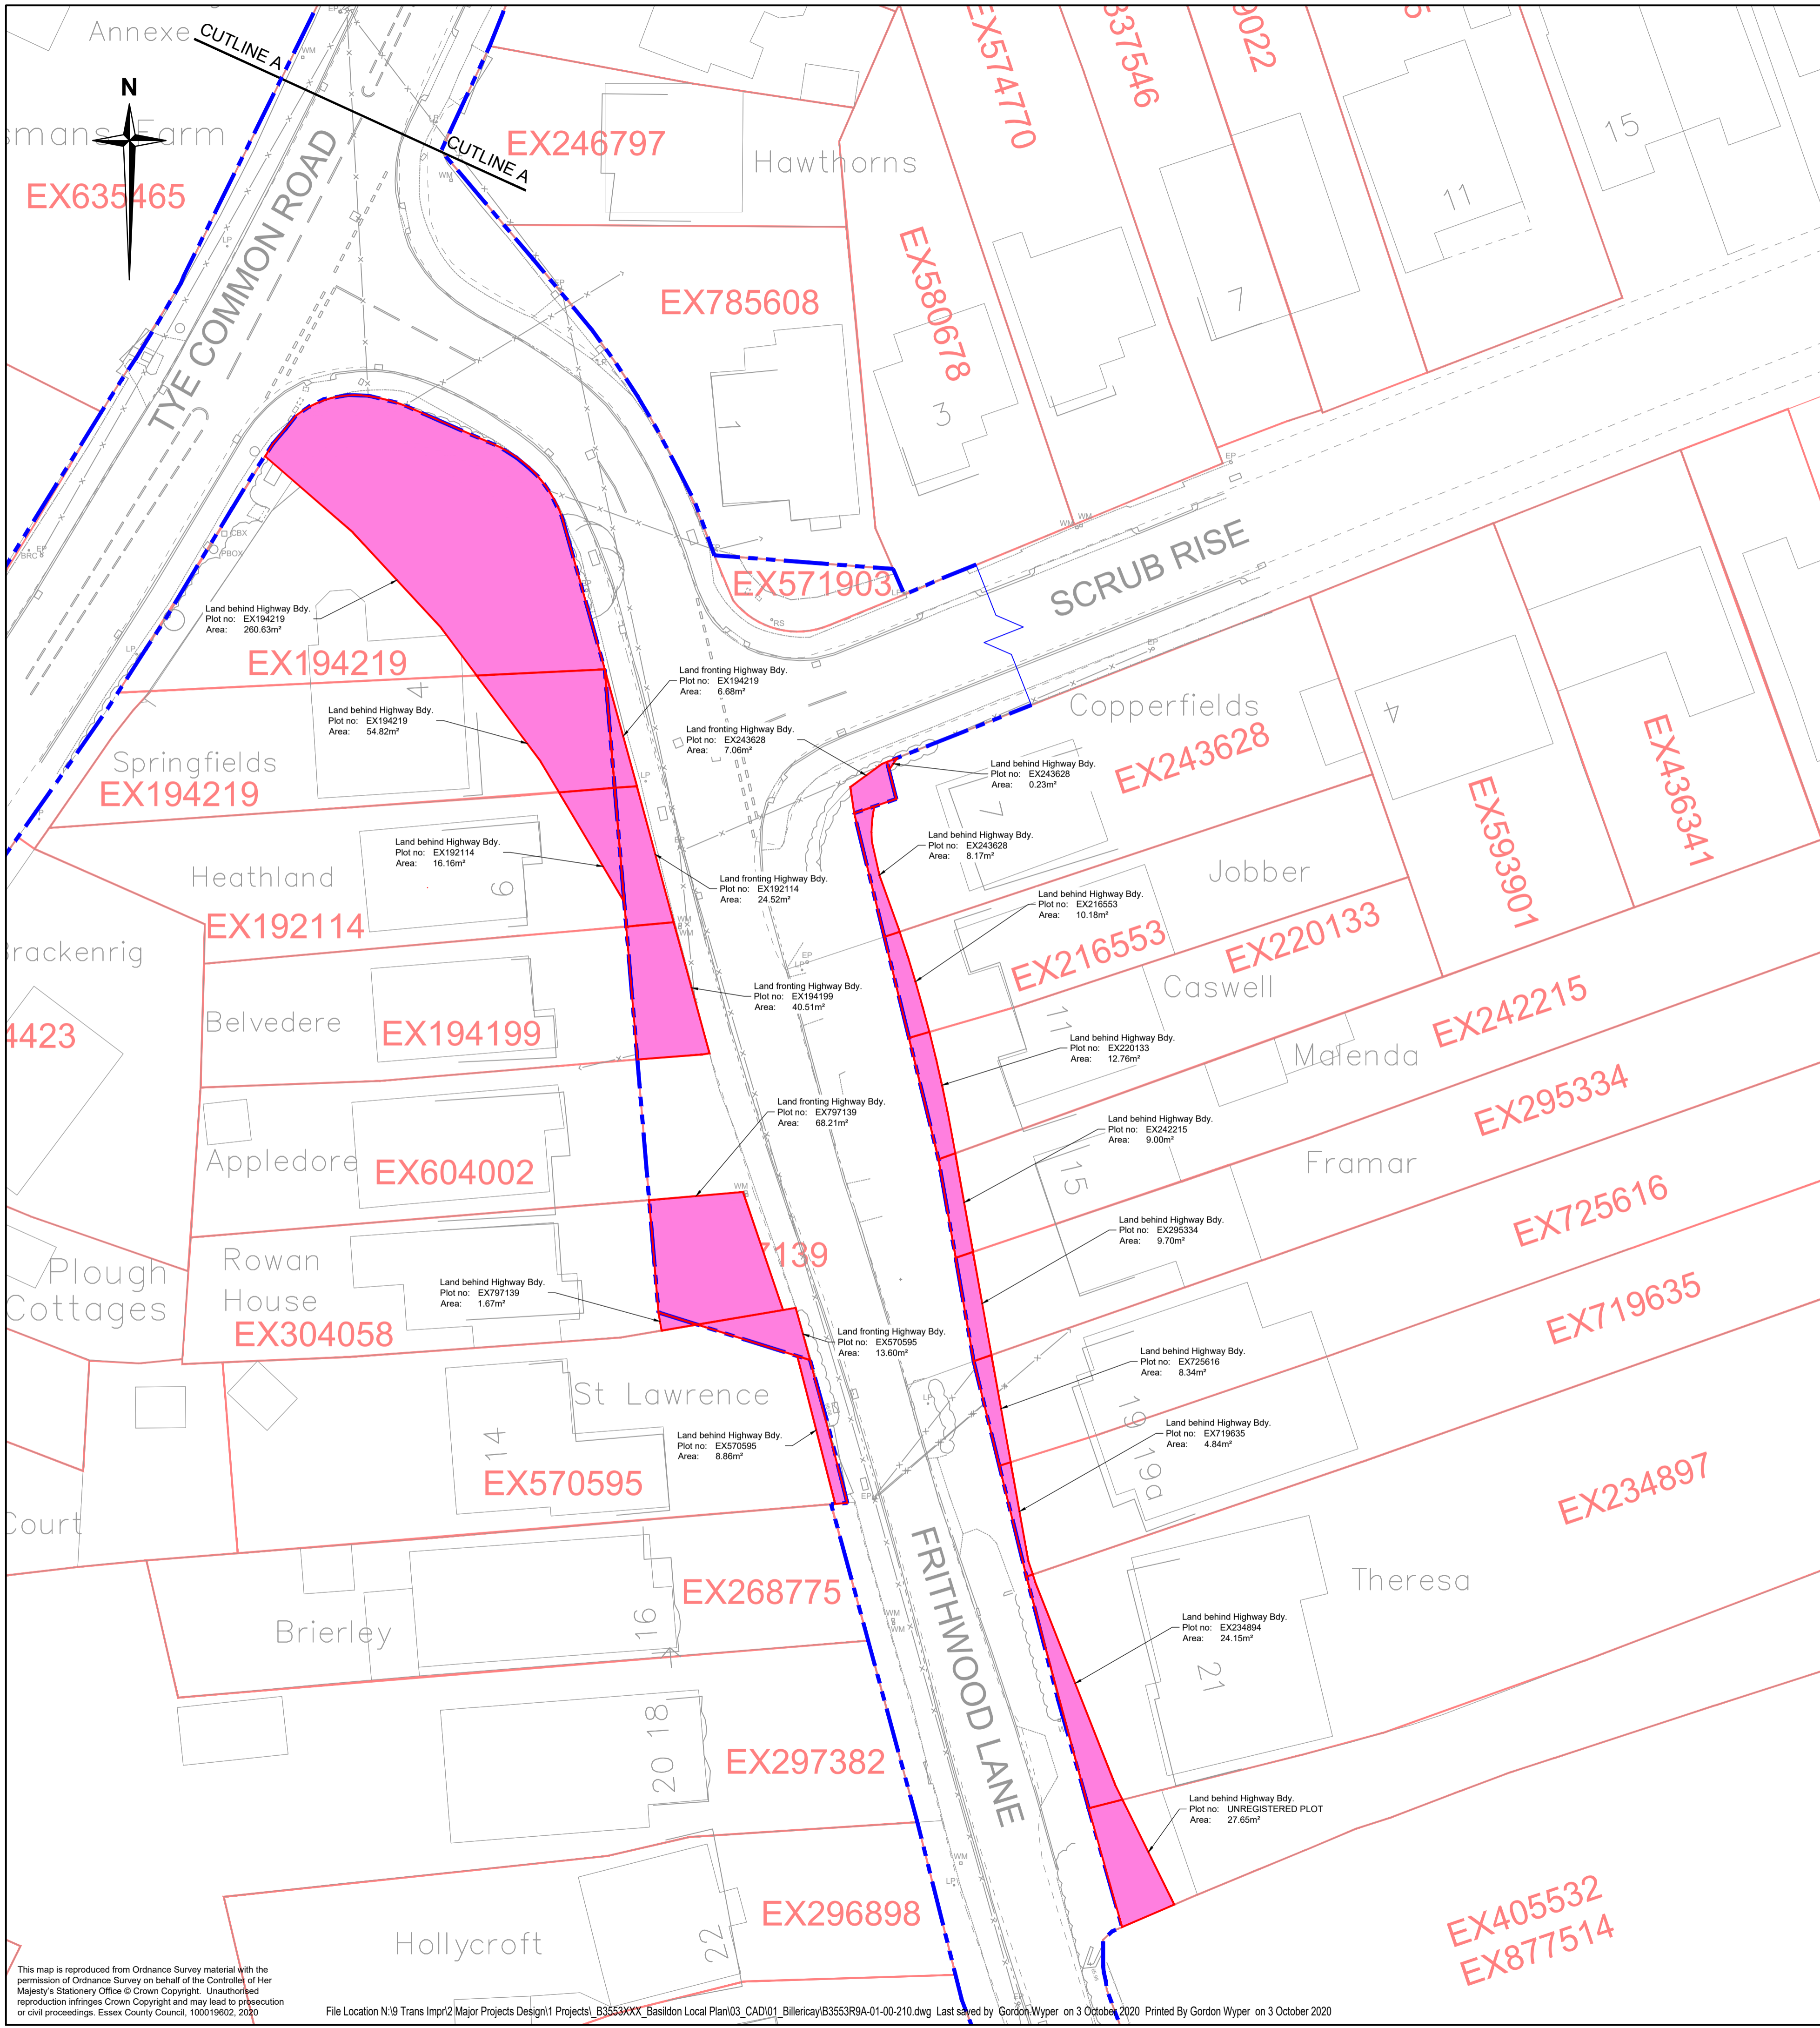 Annexe
CUTLINE A
CUTLINE A
N
smans Farm
EX635465
TYE COMMON ROAD
EX246797
Hawthorns
EX574770
337546
9022
15
11
7
EX785608
EX580678
1
3
EX571903
SCRUB RISE
CBX
PBOX
BRC
EP
LP
RS
WM
WM
EP
EP
Land behind Highway Bdy.
Plot no: EX194219
Area: 260.63m²
EX194219
4
Land fronting Highway Bdy.
Plot no: EX194219
Area: 6.68m²
Land behind Highway Bdy.
Plot no: EX194219
Area: 54.82m²
Springfields
EX194219
Land fronting Highway Bdy.
Plot no: EX243628
Area: 7.06m²
Copperfields
EX243628
4
EX593901
EX436341
Land behind Highway Bdy.
Plot no: EX243628
Area: 0.23m²
7
Land behind Highway Bdy.
Plot no: EX192114
Area: 16.16m²
Land behind Highway Bdy.
Plot no: EX243628
Area: 8.17m²
Heathland
EX192114
6
Land fronting Highway Bdy.
Plot no: EX192114
Area: 24.52m²
Jobber
Land behind Highway Bdy.
Plot no: EX216553
Area: 10.18m²
EX216553
EX220133
Brackenrig
4423
Belvedere
EX194199
Land fronting Highway Bdy.
Plot no: EX194199
Area: 40.51m²
Caswell
11
EX242215
Land behind Highway Bdy.
Plot no: EX220133
Area: 12.76m²
Malenda
EX295334
Appledore
EX604002
Land fronting Highway Bdy.
Plot no: EX797139
Area: 68.21m²
Land behind Highway Bdy.
Plot no: EX242215
Area: 9.00m²
15
Framar
EX725616
Plough
Cottages
Rowan
House
EX304058
7139
Land behind Highway Bdy.
Plot no: EX295334
Area: 9.70m²
EX719635
Land behind Highway Bdy.
Plot no: EX797139
Area: 1.67m²
Land fronting Highway Bdy.
Plot no: EX570595
Area: 13.60m²
Land behind Highway Bdy.
Plot no: EX725616
Area: 8.34m²
St Lawrence
14
EX570595
Land behind Highway Bdy.
Plot no: EX570595
Area: 8.86m²
19
19a
Land behind Highway Bdy.
Plot no: EX719635
Area: 4.84m²
EX234897
Court
FRITHWOOD LANE
EX268775
Brierley
16
Theresa
Land behind Highway Bdy.
Plot no: EX234894
Area: 24.15m²
21
20 18
EX297382
Land behind Highway Bdy.
Plot no: UNREGISTERED PLOT
Area: 27.65m²
EX296898
Hollycroft
22
EX405532
EX877514
This map is reproduced from Ordnance Survey material with the
permission of Ordnance Survey on behalf of the Controller of Her
Majesty's Stationery Office © Crown Copyright. Unauthorised
reproduction infringes Crown Copyright and may lead to prosecution
or civil proceedings. Essex County Council, 100019602, 2020
File Location N:\9 Trans Impr\2 Major Projects Design\1 Projects\_B3553XXX_Basildon Local Plan\03_CAD\01_Billericay\B3553R9A-01-00-210.dwg Last saved by Gordon.Wyper on 3 October 2020 Printed By Gordon Wyper on 3 October 2020